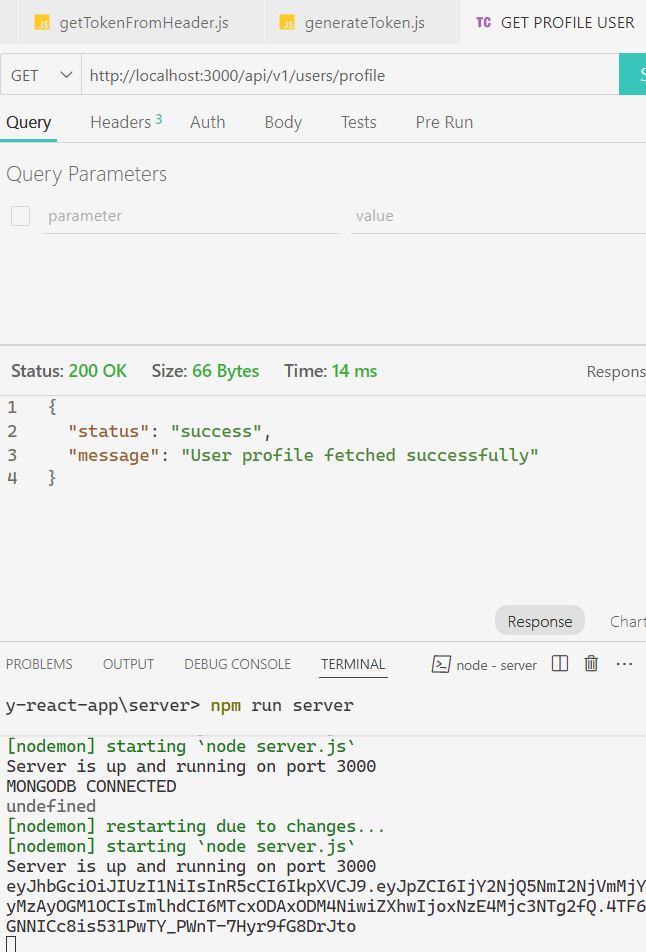 JS getTokenFromHeader.js JS generateToken.js TC GET PROFILE USER
GET http://localhost:3000/api/v1/users/profile S
Query Headers 3 Auth Body Tests Pre Run
Query Parameters
parameter value
Status: 200 OK Size: 66 Bytes Time: 14 ms Respons
1 {
2 "status": "success",
3 "message": "User profile fetched successfully"
4 }
Response Chart
PROBLEMS OUTPUT DEBUG CONSOLE TERMINAL node - server ...
y-react-app\server> npm run server
[nodemon] starting `node server.js`
Server is up and running on port 3000
MONGODB CONNECTED
undefined
[nodemon] restarting due to changes...
[nodemon] starting `node server.js`
Server is up and running on port 3000
eyJhbGciOiJIUzI1NiIsInR5cCI6IkpXVCJ9.eyJpZCI6IjY2NjQ5NmI2NjVmMjY
yMzAyOGM1OCIsImlhdCI6MTcxODAxODM4NiwiZXhwIjoxNzE4Mjc3NTg2fQ.4TF6
GNNICc8is531PwTY_PWnT-7Hyr9fG8DrJto